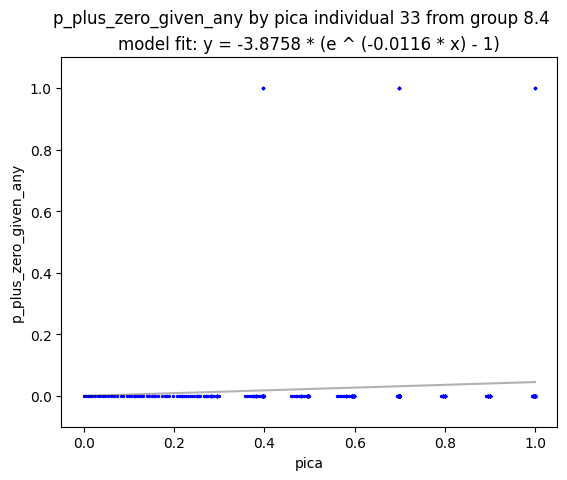 p_plus_zero_given_any by pica individual 33 from group 8.4
model fit: y = -3.8758 * (e ^ (-0.0116 * x) - 1)
p_plus_zero_given_any
1.0
0.8
0.6
0.4
0.2
0.0
0.0 0.2 0.4 0.6 0.8 1.0
pica